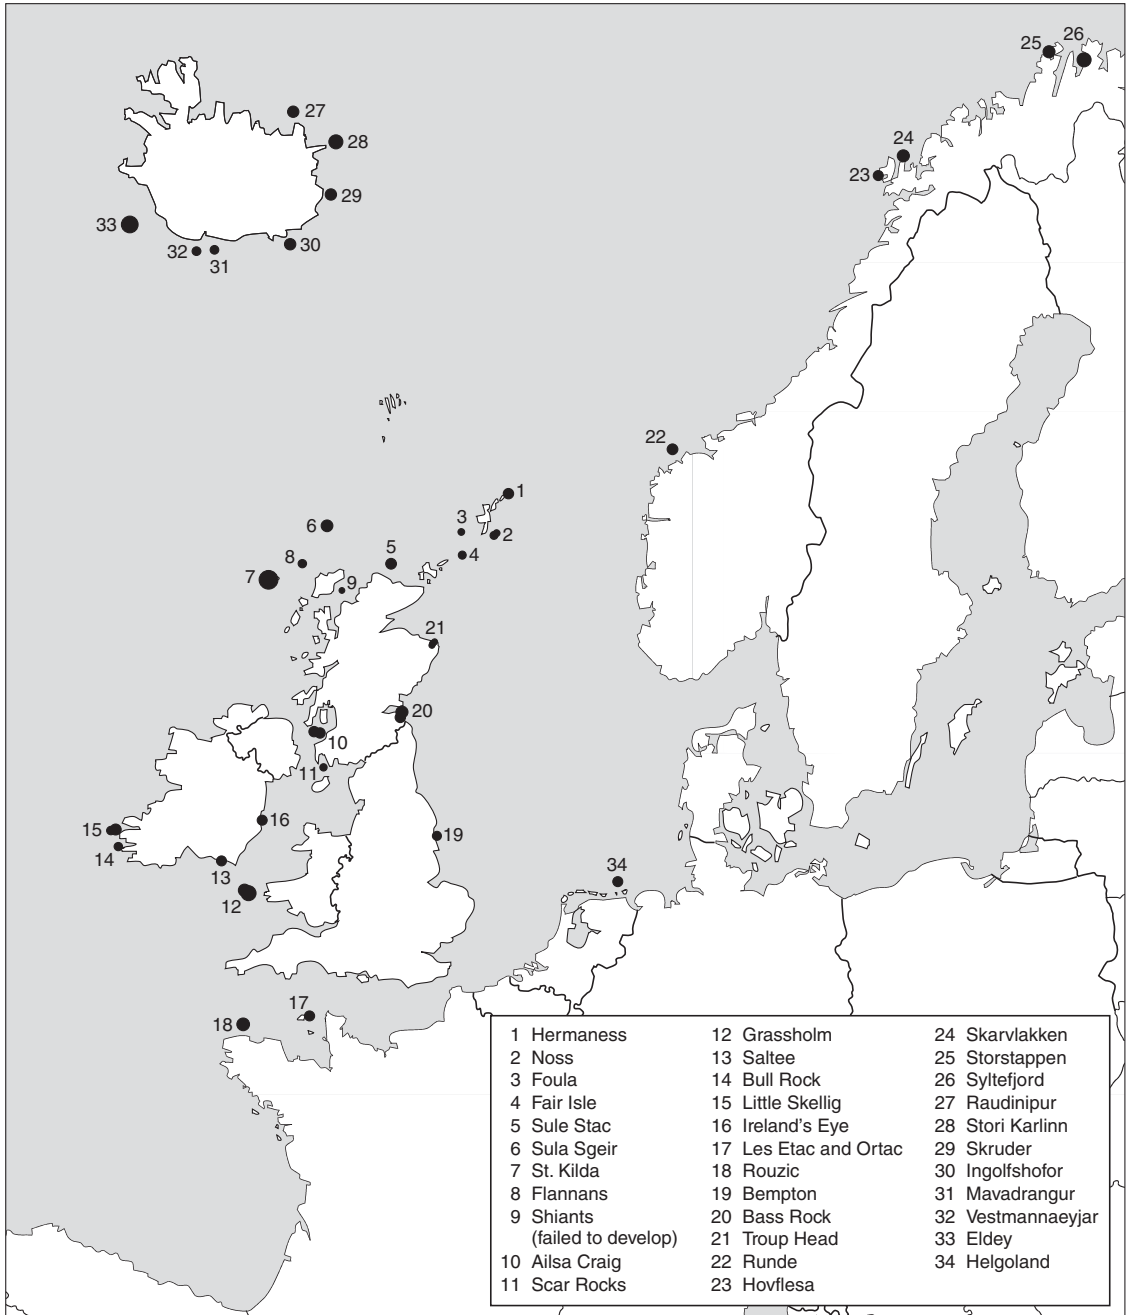 25
26
27
28
24
23
29
33
30
32
31
22
1
6
3
2
8
5
4
7
9
21
20
10
11
16
15
19
14
34
13
12
17
18
1 Hermaness
2 Noss
3 Foula
4 Fair Isle
5 Sule Stac
6 Sula Sgeir
7 St. Kilda
8 Flannans
9 Shiants
(failed to develop)
10 Ailsa Craig
11 Scar Rocks
12 Grassholm
13 Saltee
14 Bull Rock
15 Little Skellig
16 Ireland's Eye
17 Les Etac and Ortac
18 Rouzic
19 Bempton
20 Bass Rock
21 Troup Head
22 Runde
23 Hovflesa
24 Skarvlakken
25 Storstappen
26 Syltefjord
27 Raudinipur
28 Stori Karlinn
29 Skruder
30 Ingolfshofor
31 Mavadrangur
32 Vestmannaeyjar
33 Eldey
34 Helgoland